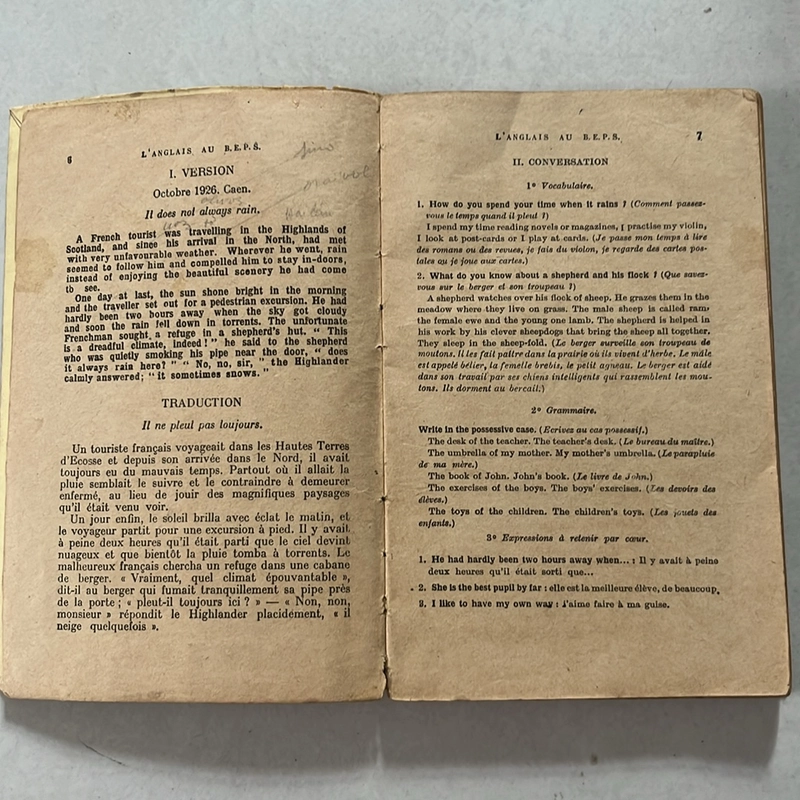 6
L'ANGLAIS AU B.E.P.S.
I. VERSION
Octobre 1926. Caen.
It does not always rain.
A French tourist was travelling in the Highlands of
Scotland, and since his arrival in the North, had met
with very unfavourable weather. Wherever he went, rain
seemed to follow him and compelled him to stay in-doors,
instead of enjoying the beautiful scenery he had come
to see.
One day at last, the sun shone bright in the morning
and the traveller set out for a pedestrian excursion. He had
hardly been two hours away when the sky got cloudy
and soon the rain fell down in torrents. The unfortunate
Frenchman sought a refuge in a shepherd's hut. " This
is a dreadful climate, indeed ! " he said to the shepherd
who was quietly smoking his pipe near the door, " does
it always rain here? " " No, no, sir, " the Highlander
calmly answered; " it sometimes snows. "
TRADUCTION
Il ne pleut pas toujours.
Un touriste français voyageait dans les Hautes Terres
d'Ecosse et depuis son arrivée dans le Nord, il avait
toujours eu du mauvais temps. Partout où il allait la
pluie semblait le suivre et le contraindre à demeurer
enfermé, au lieu de jouir des magnifiques paysages
qu'il était venu voir.
Un jour enfin, le soleil brilla avec éclat le matin, et
le voyageur partit pour une excursion à pied. Il y avait
à peine deux heures qu'il était parti que le ciel devint
nuageux et que bientôt la pluie tomba à torrents. Le
malheureux français chercha un refuge dans une cabane
de berger. « Vraiment, quel climat épouvantable »,
dit-il au berger qui fumait tranquillement sa pipe près
de la porte ; « pleut-il toujours ici ? » — « Non, non,
monsieur » répondit le Highlander placidement, « il
neige quelquefois ».
L'ANGLAIS AU B.E.P.S.
7
II. CONVERSATION
1º Vocabulaire.
1. How do you spend your time when it rains ? (Comment passez-
vous le temps quand il pleut ?)
I spend my time reading novels or magazines, I practise my violin,
I look at post-cards or I play at cards. (Je passe mon temps à lire
des romans ou des revues, je fais du violon, je regarde des cartes pos-
tales ou je joue aux cartes.)
2. What do you know about a shepherd and his flock ? (Que savez-
vous sur le berger et son troupeau ?)
A shepherd watches over his flock of sheep. He grazes them in the
meadow where they live on grass. The male sheep is called ram,
the female ewe and the young one lamb. The shepherd is helped in
his work by his clever sheepdogs that bring the sheep all together.
They sleep in the sheep-fold. (Le berger surveille son troupeau de
moutons. Il les fait paître dans la prairie où ils vivent d'herbe. Le mâle
est appelé bélier, la femelle brebis, le petit agneau. Le berger est aidé
dans son travail par ses chiens intelligents qui rassemblent les mou-
tons. Ils dorment au bercail.)
2º Grammaire.
Write in the possessive case. (Ecrivez au cas possessif.)
The desk of the teacher. The teacher's desk. (Le bureau du maître.)
The umbrella of my mother. My mother's umbrella. (Le parapluie
de ma mère.)
The book of John. John's book. (Le livre de John.)
The exercises of the boys. The boys' exercises. (Les devoirs des
élèves.)
The toys of the children. The children's toys. (Les jouets des
enfants.)
3º Expressions à retenir par cœur.
1. He had hardly been two hours away when... : Il y avait à peine
deux heures qu'il était sorti que...
2. She is the best pupil by far : elle est la meilleure élève, de beaucoup.
3. I like to have my own way : j'aime faire à ma guise.